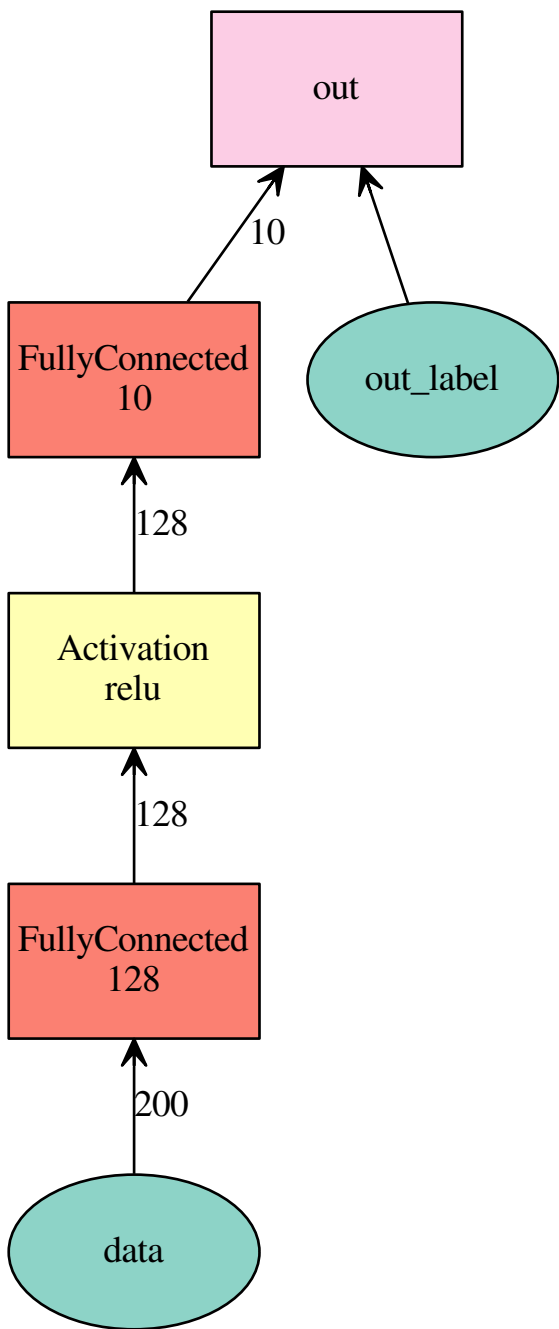 out
10
FullyConnected
10
out_label
128
Activation
relu
128
FullyConnected
128
200
data